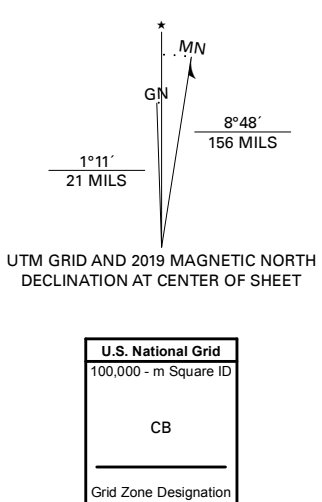 ★
MN
GN
8°48´
156 MILS
1°11´
21 MILS
UTM GRID AND 2019 MAGNETIC NORTH
DECLINATION AT CENTER OF SHEET
U.S. National Grid
100,000 - m Square ID
CB
Grid Zone Designation